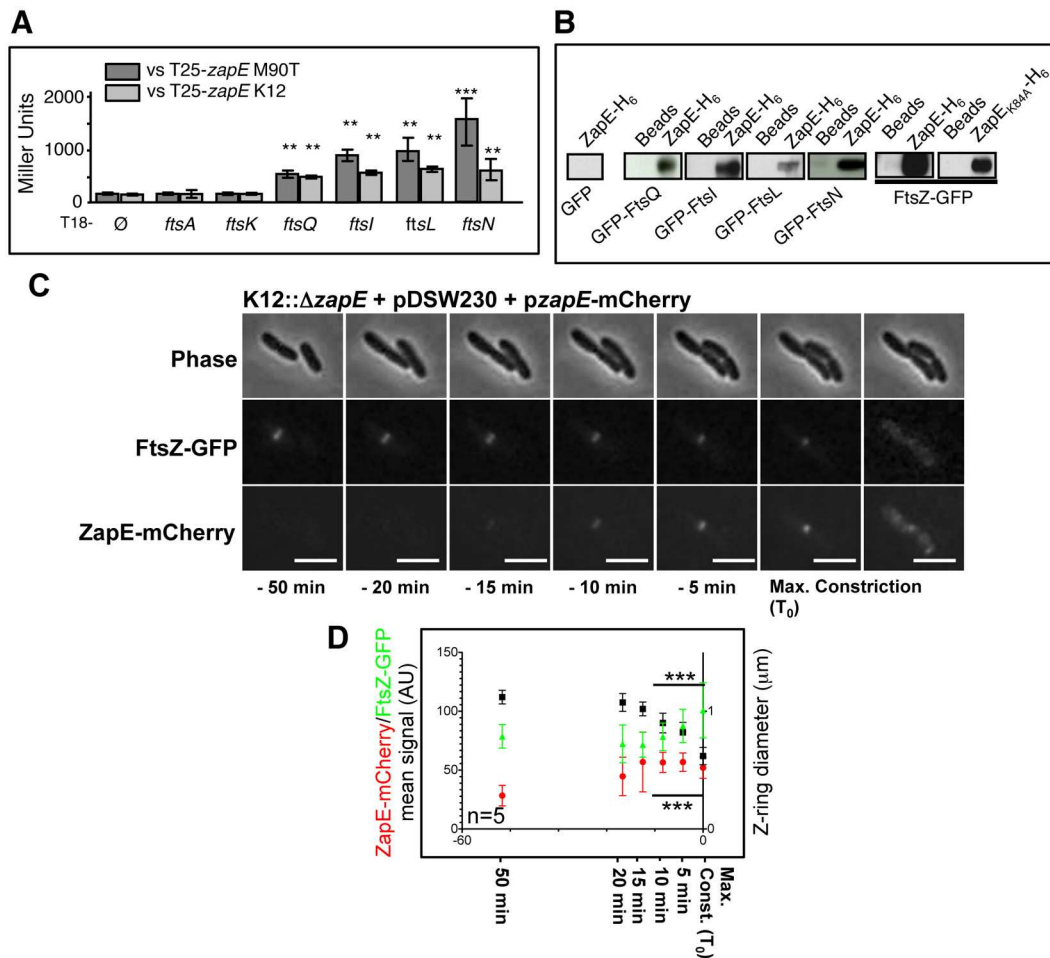 A
vs T25-zapE M90T
vs T25-zapE K12
Miller Units
2000
1000
0
** ** ** ** ** ** *** **
T18- Ø ftsA ftsK ftsQ ftsI ftsL ftsN
B
ZapE-H6 Beads ZapE-H6 Beads ZapE-H6 Beads ZapE-H6 Beads ZapE-H6 Beads ZapE-H6 Beads ZapEK84A-H6
GFP GFP-FtsQ GFP-FtsI GFP-FtsL GFP-FtsN FtsZ-GFP
C
K12::ΔzapE + pDSW230 + pzapE-mCherry
Phase
FtsZ-GFP
ZapE-mCherry
- 50 min - 20 min - 15 min - 10 min - 5 min Max. Constriction
(T0)
D
ZapE-mCherry/FtsZ-GFP
mean signal (AU)
150
100
50
0
-60
n=5
***
***
1
0
0
Z-ring diameter (μm)
50 min
20 min
15 min
10 min
5 min
Max.
Const. (T0)